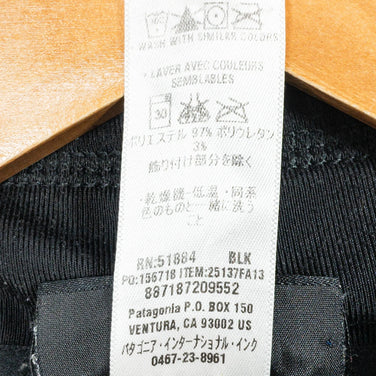 WASH WITH SIMILR COLORS
・LAVER AVEC COULEURS
SEMBLABLES
30
ポリエステル 97% ポリウレタン
3%
飾り付け部分を除く
・乾燥機－低温・同系
色のものと一緒に洗う
こと
RN:51884 BLK
PO:156718 ITEM:25137FA13
887187209552
Patagonia P.O. BOX 150
VENTURA, CA 93002 US
パタゴニア・インターナショナル・インク
0467-23-8961